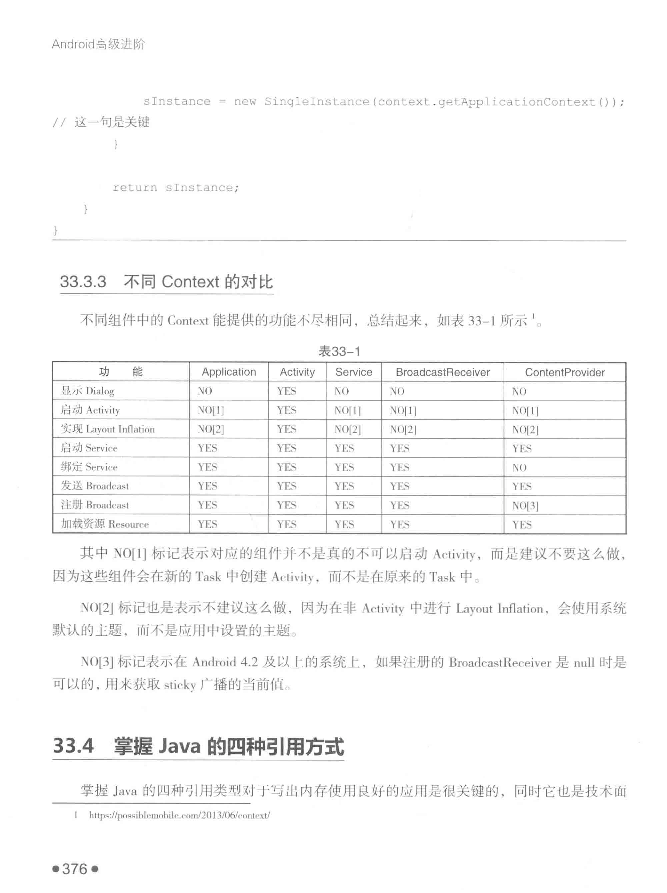 Android高级进阶
sInstance = new SingleInstance(context.getApplicationContext());
// 这一句是关键
}
return sInstance;
}
}
33.3.3 不同 Context 的对比
不同组件中的 Context 能提供的功能不尽相同，总结起来，如表 33-1 所示 1。
表33-1
功 能 Application Activity Service BroadcastReceiver ContentProvider
显示 Dialog NO YES NO NO NO
启动 Activity NO[1] YES NO[1] NO[1] NO[1]
实现 Layout Inflation NO[2] YES NO[2] NO[2] NO[2]
启动 Service YES YES YES YES YES
绑定 Service YES YES YES YES NO
发送 Broadcast YES YES YES YES YES
注册 Broadcast YES YES YES YES NO[3]
加载资源 Resource YES YES YES YES YES
其中 NO[1] 标记表示对应的组件并不是真的不可以启动 Activity，而是建议不要这么做，
因为这些组件会在新的 Task 中创建 Activity，而不是在原来的 Task 中。
NO[2] 标记也是表示不建议这么做，因为在非 Activity 中进行 Layout Inflation，会使用系统
默认的主题，而不是应用中设置的主题。
NO[3] 标记表示在 Android 4.2 及以上的系统上，如果注册的 BroadcastReceiver 是 null 时是
可以的，用来获取 sticky 广播的当前值。
33.4 掌握 Java 的四种引用方式
掌握 Java 的四种引用类型对于写出内存使用良好的应用是很关键的，同时它也是技术面
1 https://possiblemobile.com/2013/06/context/
●376●